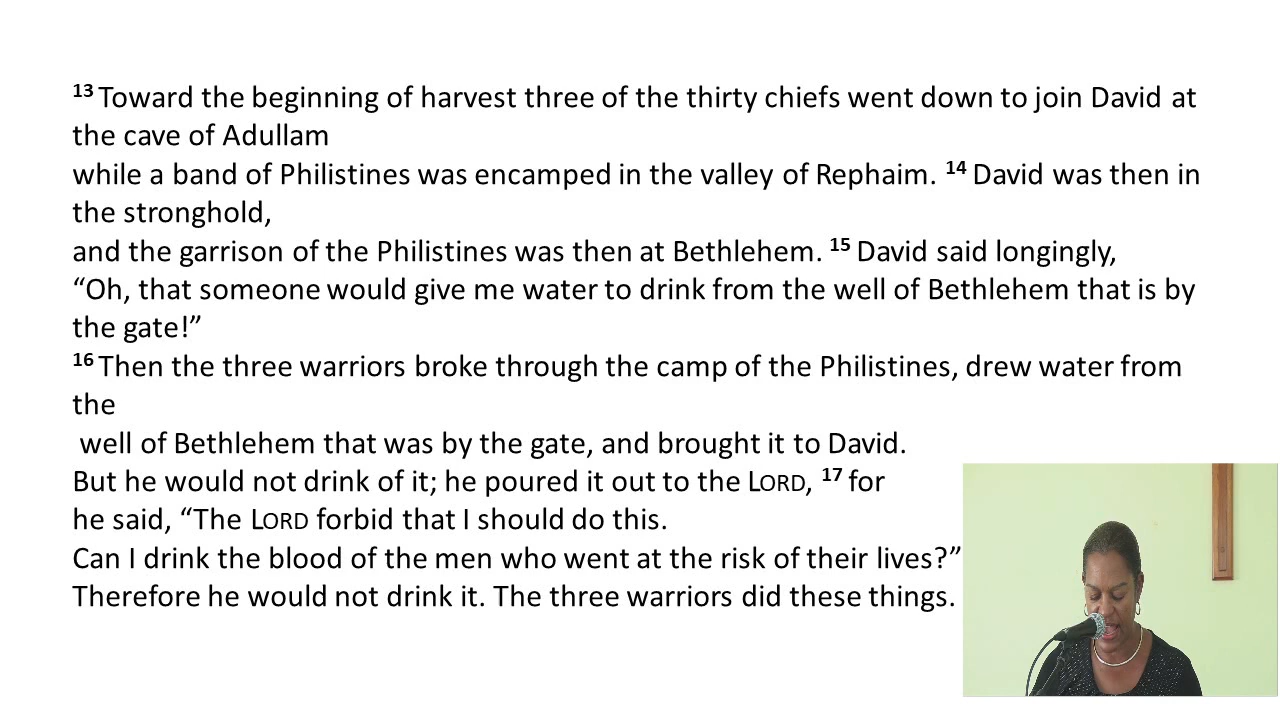 13 Toward the beginning of harvest three of the thirty chiefs went down to join David at
the cave of Adullam
while a band of Philistines was encamped in the valley of Rephaim. 14 David was then in
the stronghold,
and the garrison of the Philistines was then at Bethlehem. 15 David said longingly,
“Oh, that someone would give me water to drink from the well of Bethlehem that is by
the gate!”
16 Then the three warriors broke through the camp of the Philistines, drew water from
the
well of Bethlehem that was by the gate, and brought it to David.
But he would not drink of it; he poured it out to the LORD, 17 for
he said, “The LORD forbid that I should do this.
Can I drink the blood of the men who went at the risk of their lives?”
Therefore he would not drink it. The three warriors did these things.